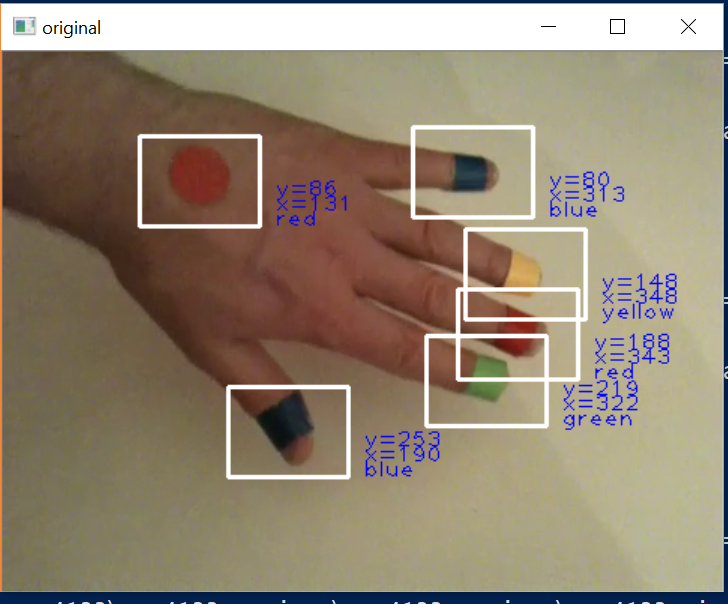 original
y=86
x=131
red
y=80
x=313
blue
y=148
x=348
yellow
y=188
x=343
red
y=219
x=322
green
y=253
x=190
blue